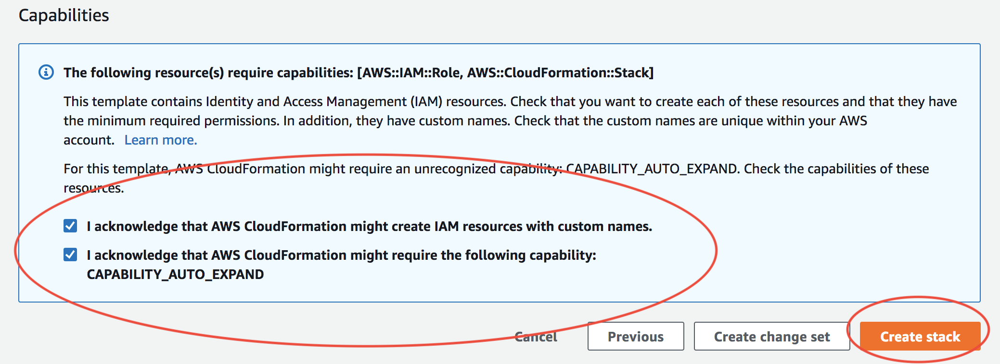 Capabilities
The following resource(s) require capabilities: [AWS::IAM::Role, AWS::CloudFormation::Stack]
This template contains Identity and Access Management (IAM) resources. Check that you want to create each of these resources and that they have
the minimum required permissions. In addition, they have custom names. Check that the custom names are unique within your AWS
account. Learn more.
For this template, AWS CloudFormation might require an unrecognized capability: CAPABILITY_AUTO_EXPAND. Check the capabilities of these
resources.
I acknowledge that AWS CloudFormation might create IAM resources with custom names.
I acknowledge that AWS CloudFormation might require the following capability:
CAPABILITY_AUTO_EXPAND
Cancel Previous Create change set Create stack